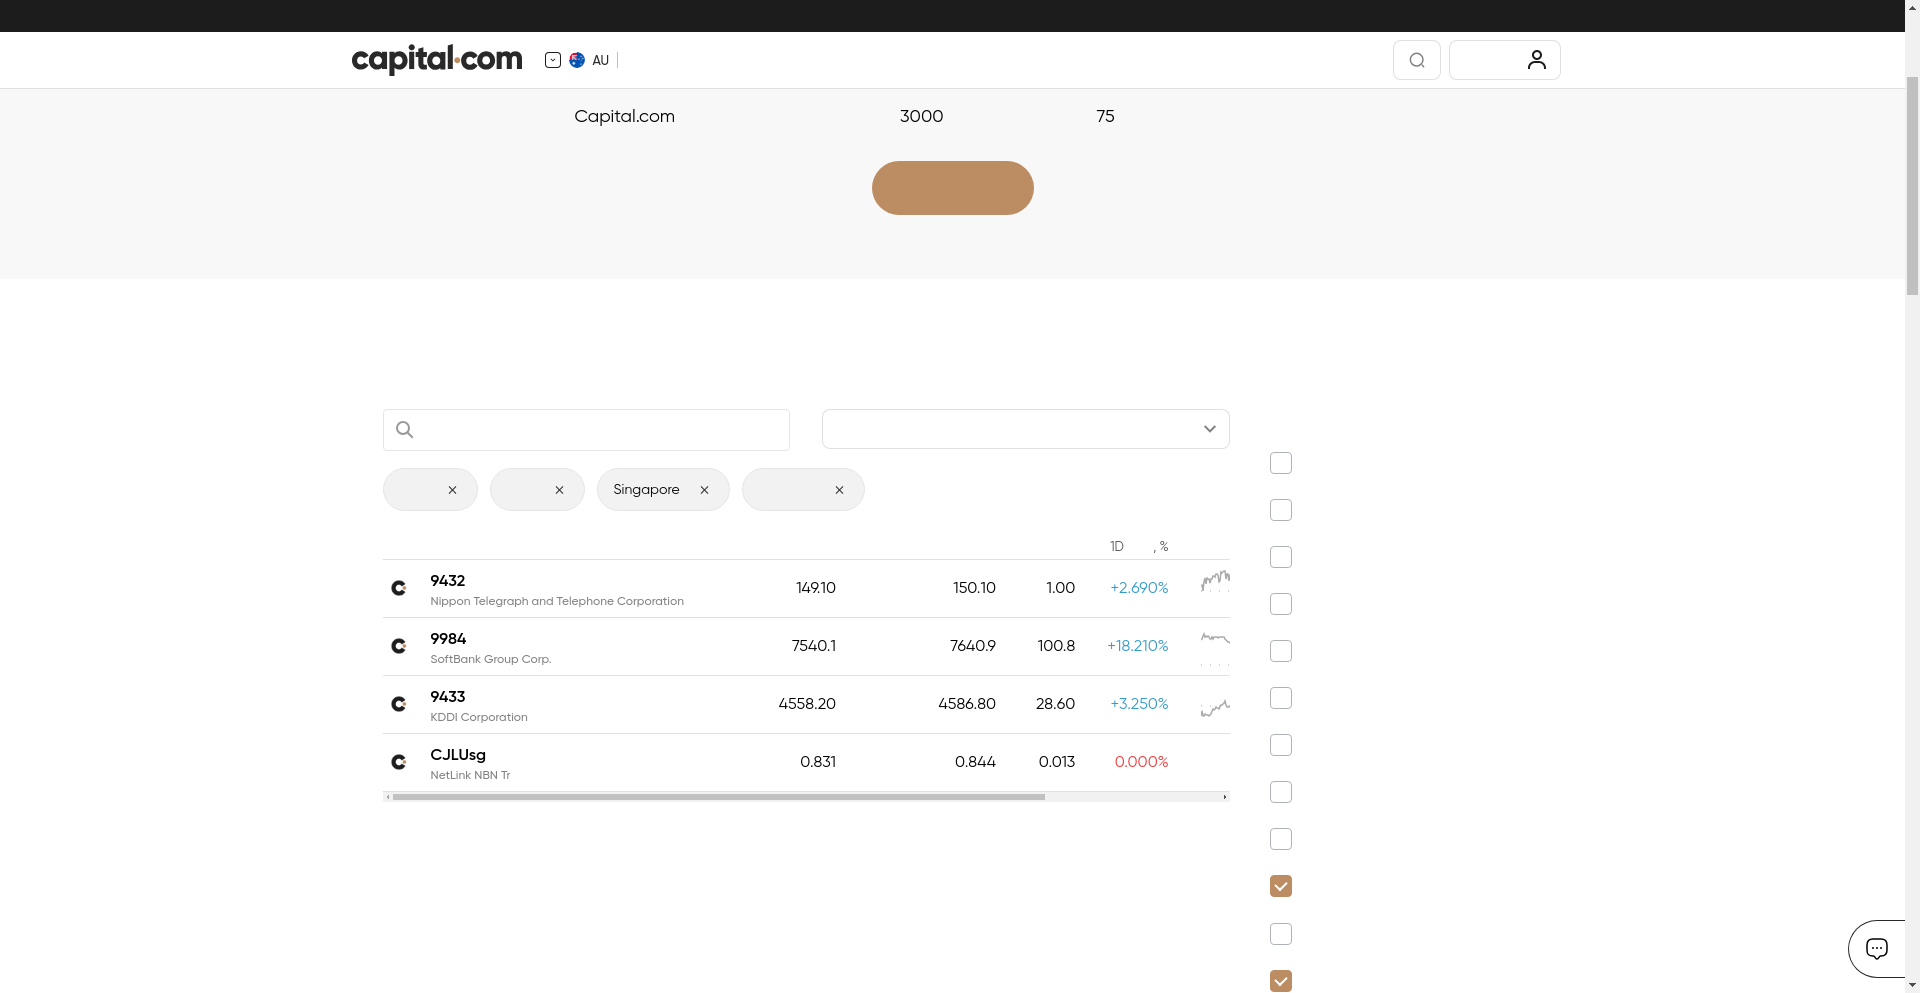 capital.com
AU
Capital.com 3000 75
Singapore
1D , %
9432
Nippon Telegraph and Telephone Corporation
149.10 150.10 1.00 +2.690%
9984
SoftBank Group Corp.
7540.1 7640.9 100.8 +18.210%
9433
KDDI Corporation
4558.20 4586.80 28.60 +3.250%
CJLUsg
NetLink NBN Tr
0.831 0.844 0.013 0.000%